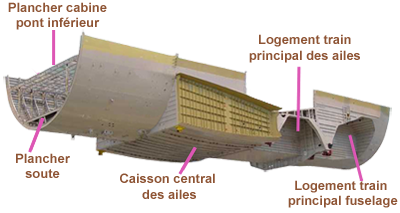 Plancher cabine
pont inférieur
Logement train
principal des ailes
Plancher
soute
Caisson central
des ailes
Logement train
principal fuselage